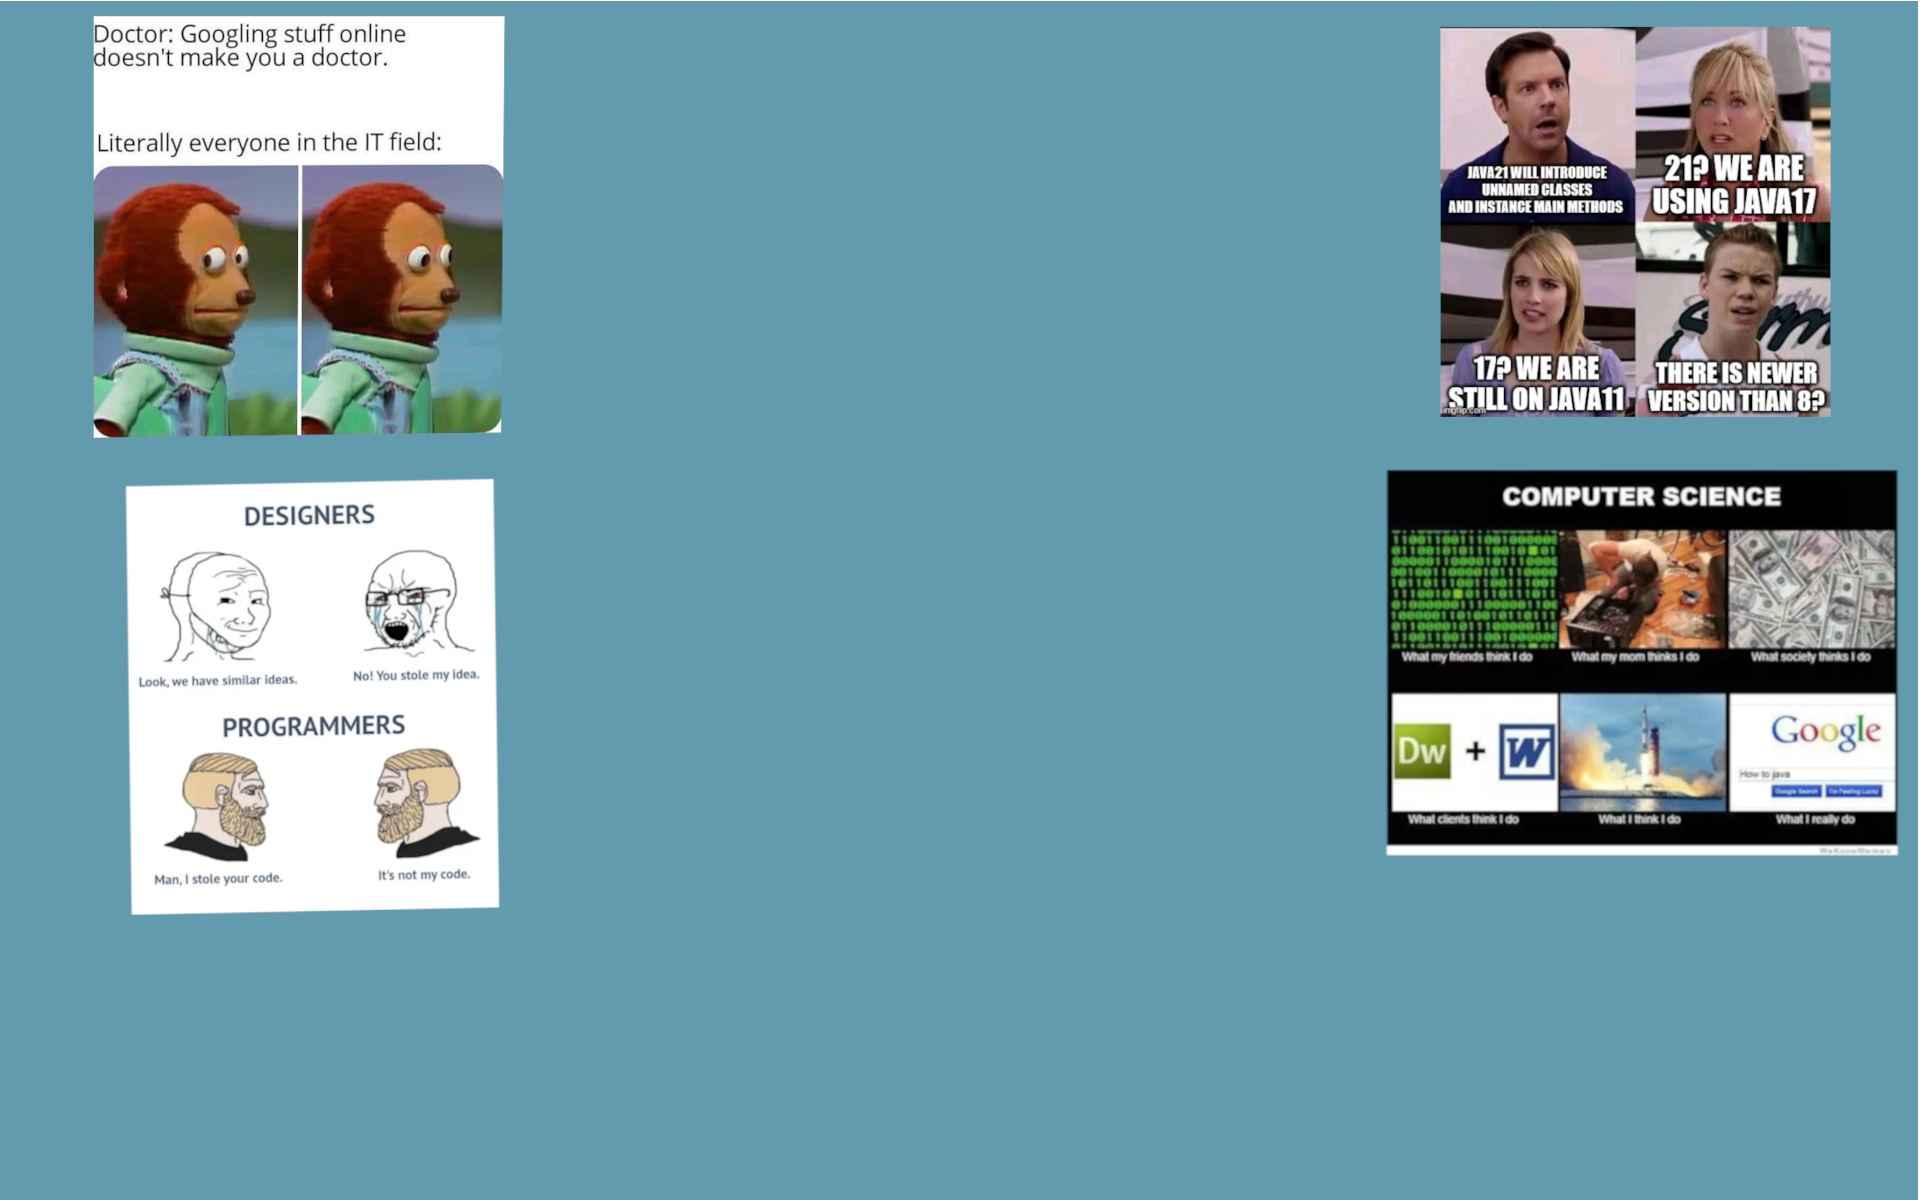 Doctor: Googling stuff online
doesn't make you a doctor.
Literally everyone in the IT field:
JAVA21 WILL INTRODUCE
UNNAMED CLASSES
AND INSTANCE MAIN METHODS
21? WE ARE
USING JAVA17
17? WE ARE
STILL ON JAVA11
imgflip.com
THERE IS NEWER
VERSION THAN 8?
DESIGNERS
Look, we have similar ideas.
No! You stole my idea.
PROGRAMMERS
Man, I stole your code.
It's not my code.
COMPUTER SCIENCE
What my friends think I do
What my mom thinks I do
What society thinks I do
Dw + W
Google
How to java
Google Search
I'm Feeling Lucky
What clients think I do
What I think I do
What I really do
WeKnowMemes